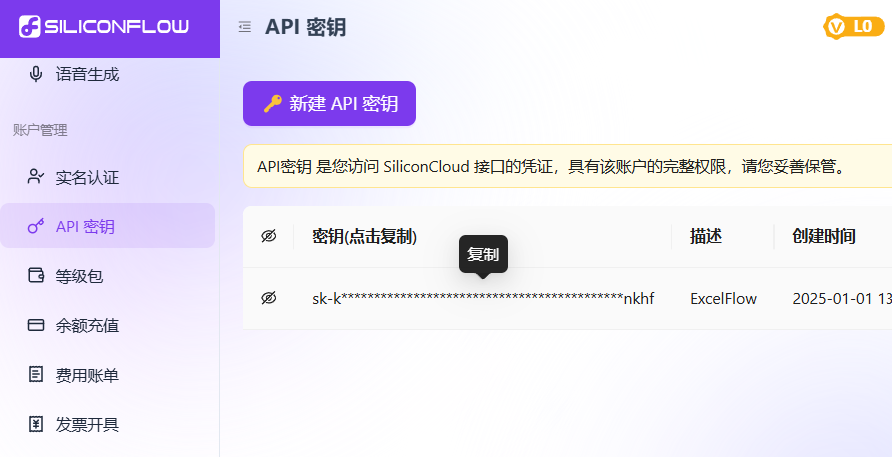 SILICONFLOW
API 密钥
L0
语音生成
新建 API 密钥
账户管理
API密钥 是您访问 SiliconCloud 接口的凭证，具有该账户的完整权限，请您妥善保管。
实名认证
API 密钥
密钥(点击复制) 描述 创建时间
复制
等级包
sk-k*******************************************nkhf ExcelFlow 2025-01-01 13
余额充值
费用账单
发票开具